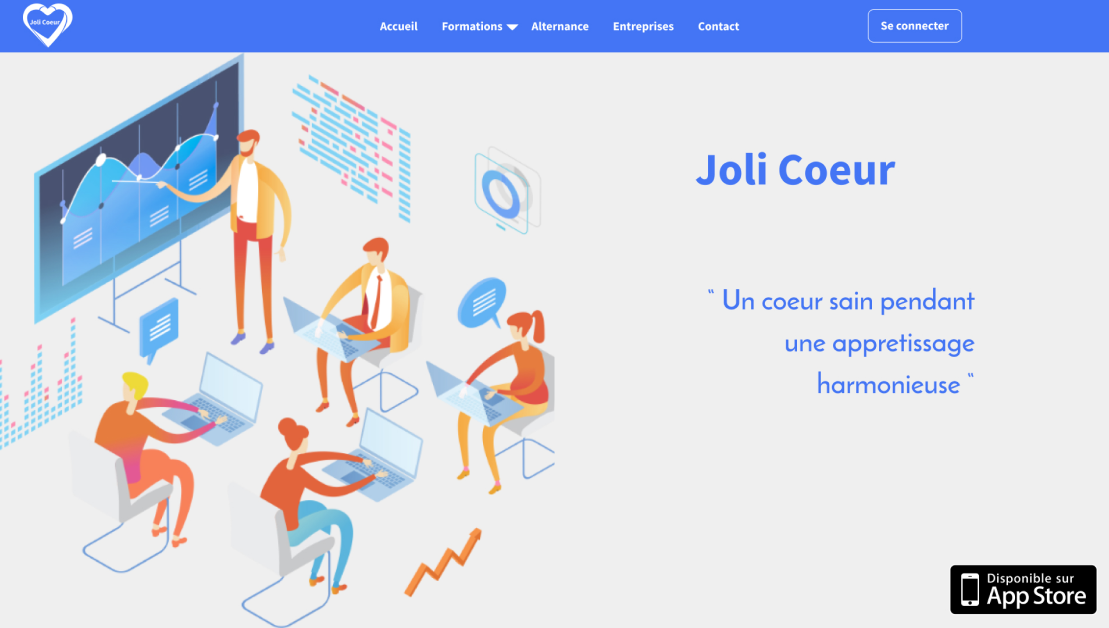 Joli Coeur
Accueil Formations Alternance Entreprises Contact Se connecter
Joli Coeur
“ Un coeur sain pendant
une appretissage
harmonieuse “
Disponible sur
App Store